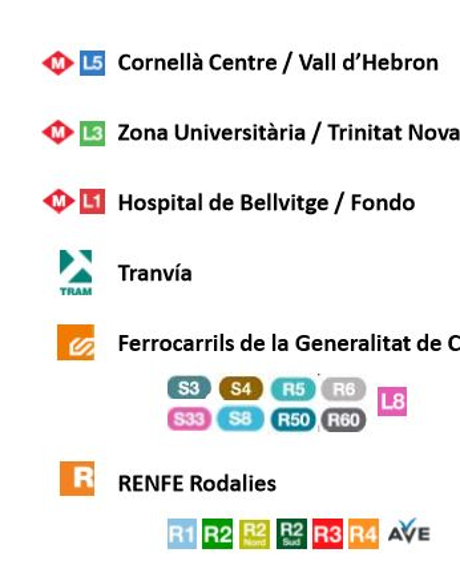 M L5 Cornellà Centre / Vall d’Hebron
M L3 Zona Universitària / Trinitat Nova
M L1 Hospital de Bellvitge / Fondo
Tranvía
TRAM
Ferrocarrils de la Generalitat de C
S3 S4 R5 R6 L8
S33 S8 R50 R60
R RENFE Rodalies
R1 R2 R2 Nord R2 Sud R3 R4 AVE